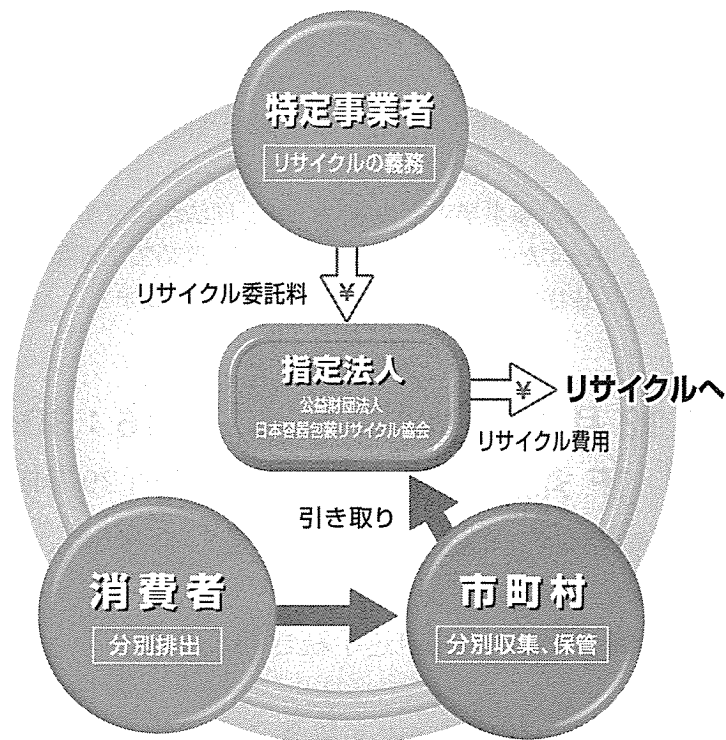 特定事業者
リサイクルの義務
リサイクル委託料
¥
指定法人
公益財団法人
日本容器包装リサイクル協会
¥
リサイクルへ
リサイクル費用
引き取り
消費者
分別排出
市町村
分別収集、保管